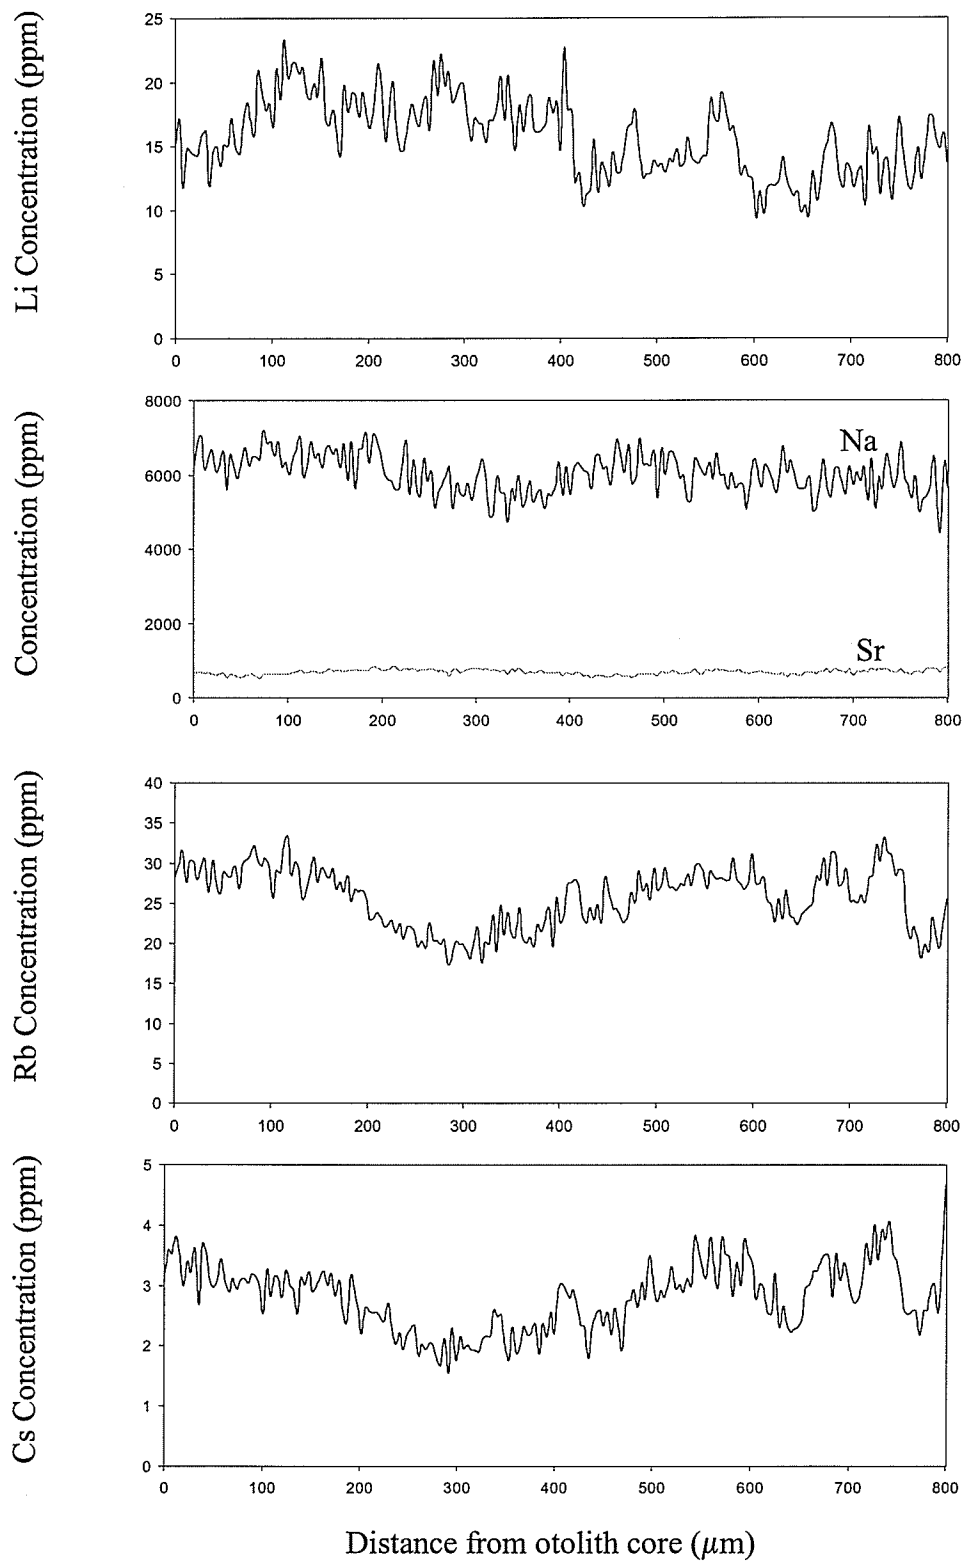 Li Concentration (ppm)
25
20
15
10
5
0
0 100 200 300 400 500 600 700 800
Concentration (ppm)
8000
6000
4000
2000
0
Na
Sr
0 100 200 300 400 500 600 700 800
Rb Concentration (ppm)
40
35
30
25
20
15
10
5
0
0 100 200 300 400 500 600 700 800
Cs Concentration (ppm)
5
4
3
2
1
0
0 100 200 300 400 500 600 700 800
Distance from otolith core (μm)